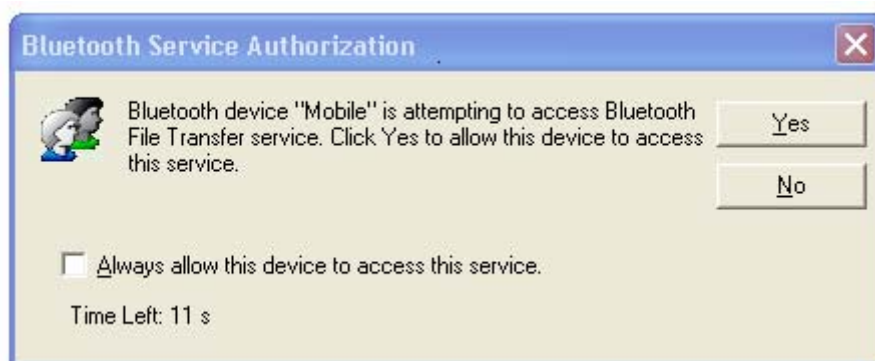 Bluetooth Service Authorization
Bluetooth device "Mobile" is attempting to access Bluetooth
File Transfer service. Click Yes to allow this device to access
this service.
Yes
No
Always allow this device to access this service.
Time Left: 11 s